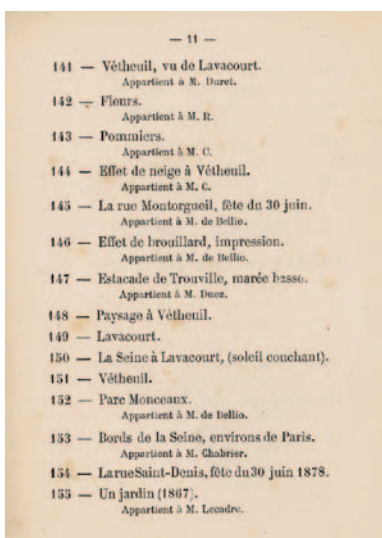 — 11 —
141 — Vétheuil, vu de Lavacourt.
Appartient à M. Duret.
142 — Fleurs.
Appartient à M. R.
143 — Pommiers.
Appartient à M. C.
144 — Effet de neige à Vétheuil.
Appartient à M. C.
145 — La rue Montorgueil, fête du 30 juin.
Appartient à M. de Bellio.
146 — Effet de brouillard, impression.
Appartient à M. de Bellio.
147 — Estacade de Trouville, marée basse.
Appartient à M. Duez.
148 — Paysage à Vétheuil.
149 — Lavacourt.
150 — La Seine à Lavacourt, (soleil couchant).
151 — Vétheuil.
152 — Parc Monceaux.
Appartient à M. de Bellio.
153 — Bords de la Seine, environs de Paris.
Appartient à M. Chabrier.
154 — La rue Saint-Denis, fête du 30 juin 1878.
155 — Un jardin (1867).
Appartient à M. Lecadre.